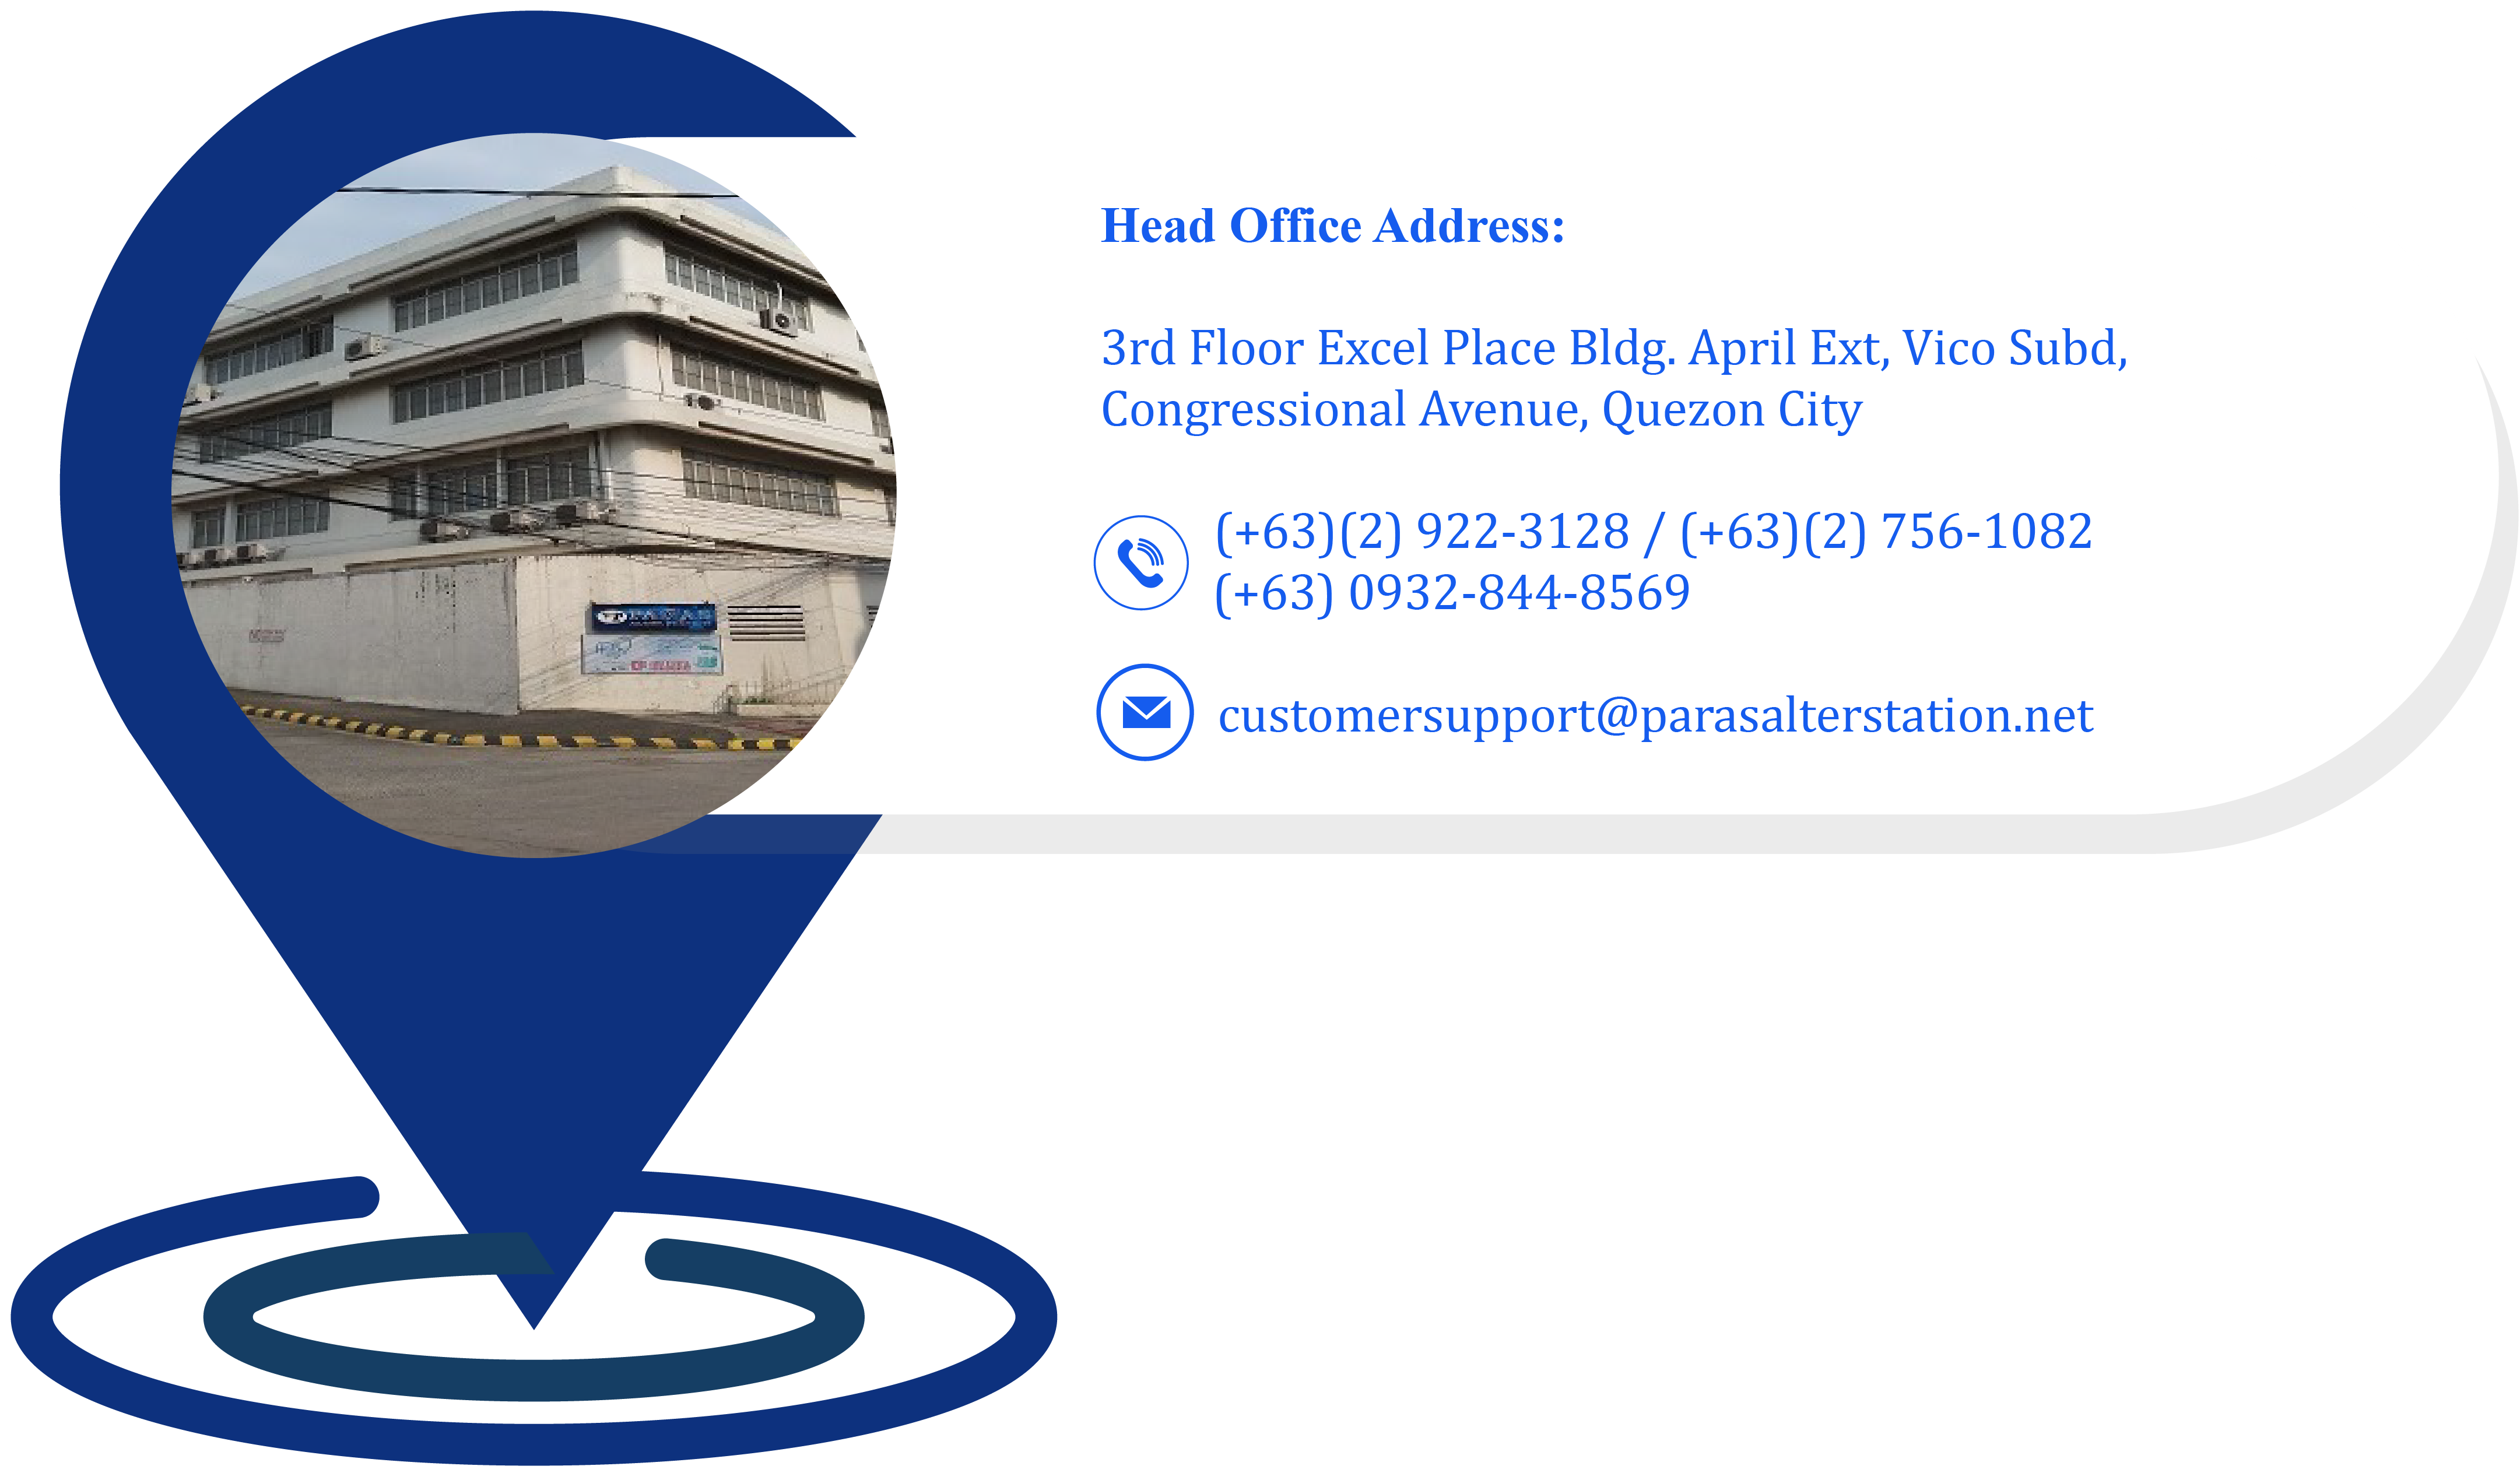 Head Office Address:
3rd Floor Excel Place Bldg. April Ext, Vico Subd,
Congressional Avenue, Quezon City
(+63)(2) 922-3128 / (+63)(2) 756-1082
(+63) 0932-844-8569
customersupport@parasalterstation.net